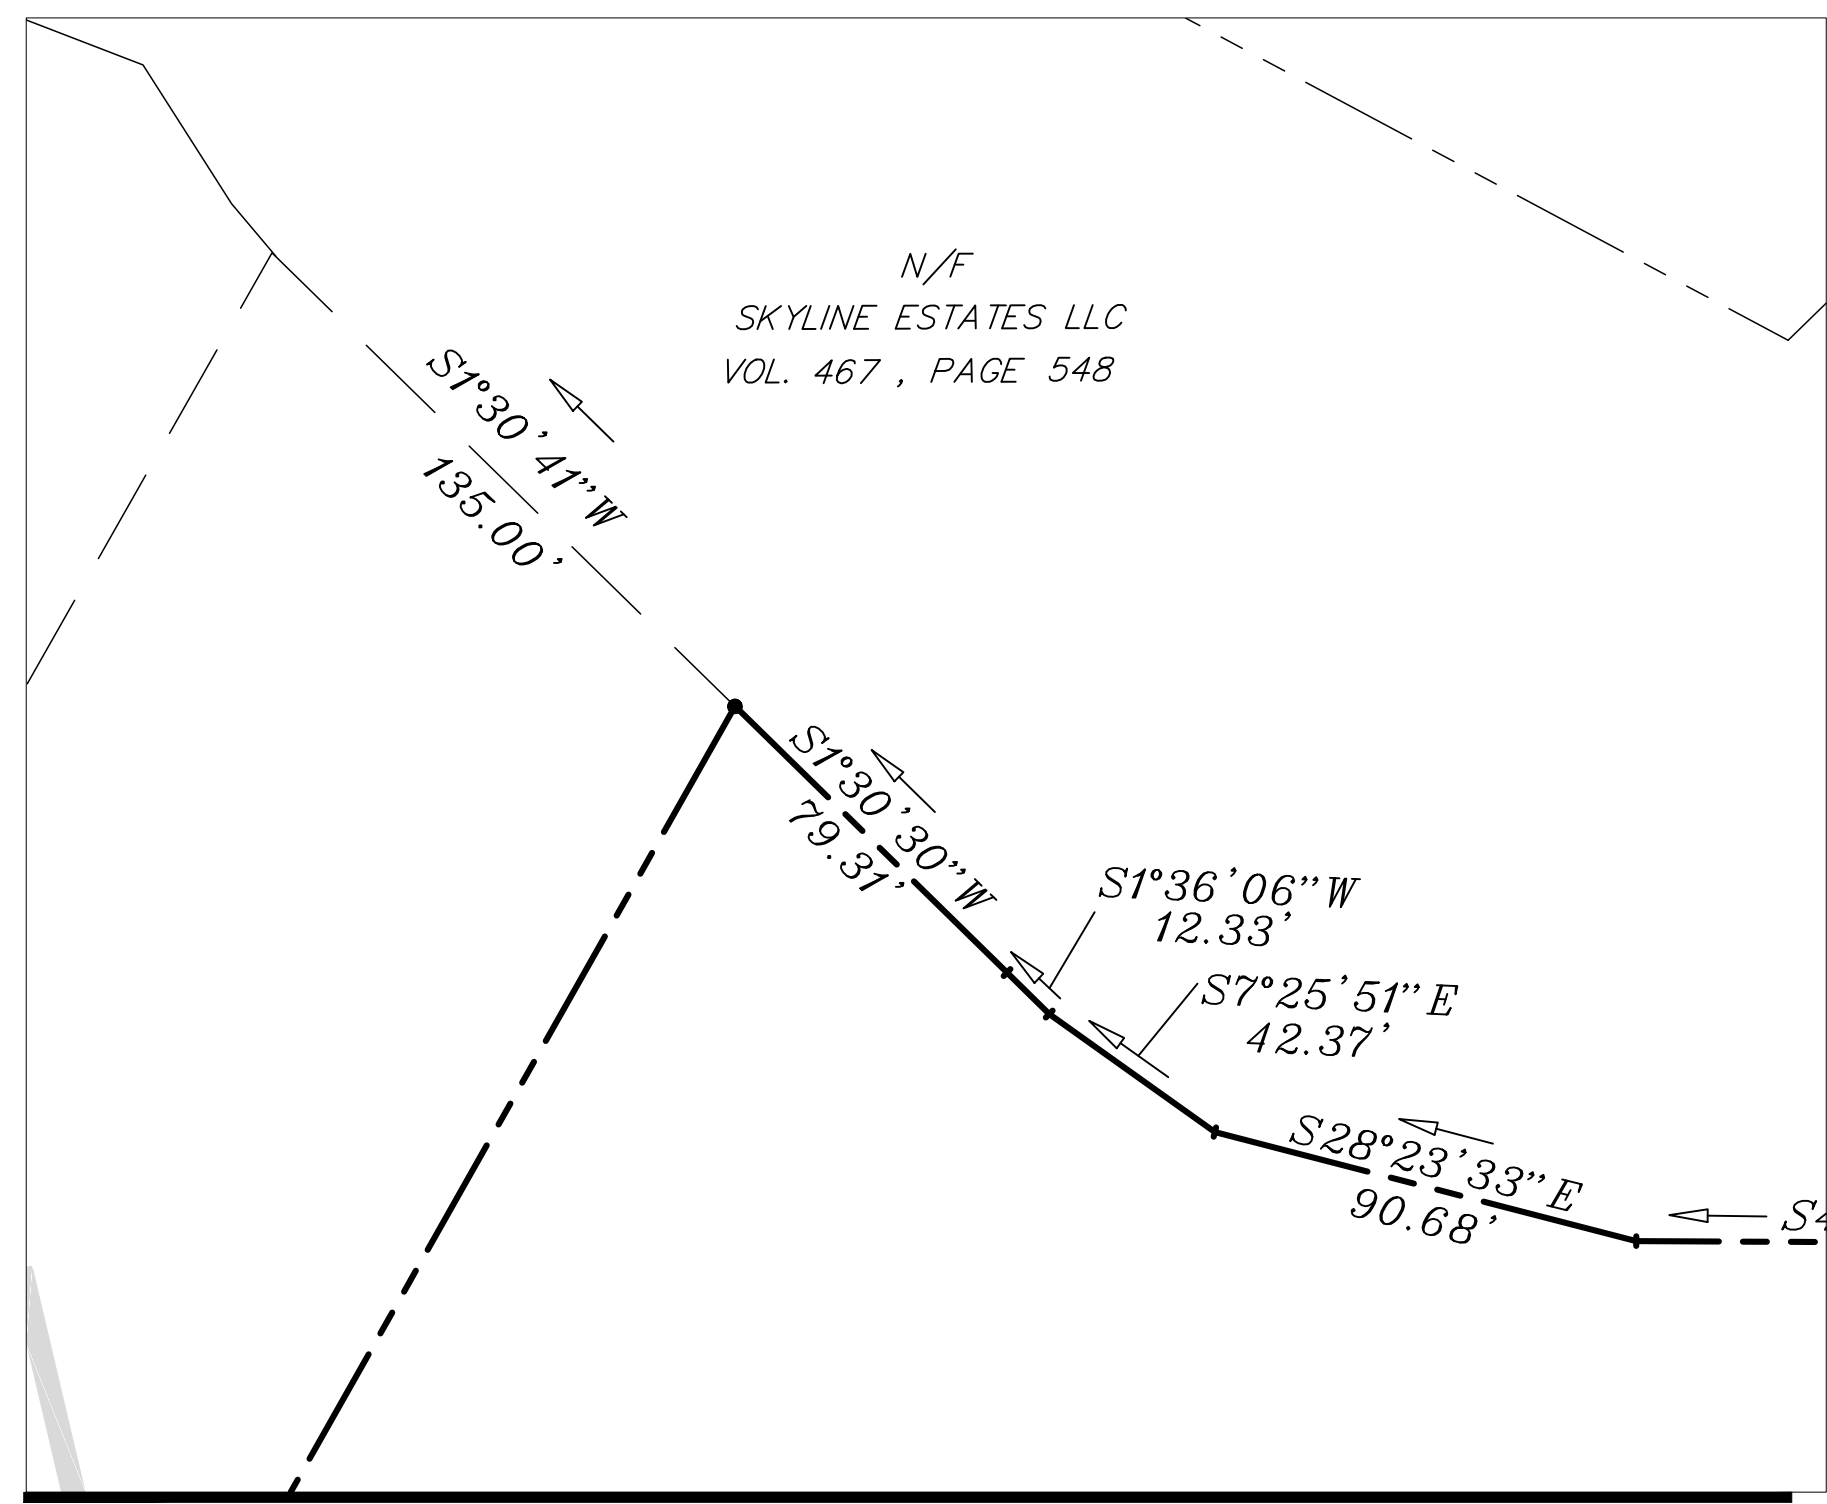 N/F
SKYLINE ESTATES LLC
VOL. 467 , PAGE 548
S1°30'41"W
135.00'
S1°30'30"W
79.31'
S1°36'06"W
12.33'
S7°25'51"E
42.37'
S28°23'33"E
90.68'
S4